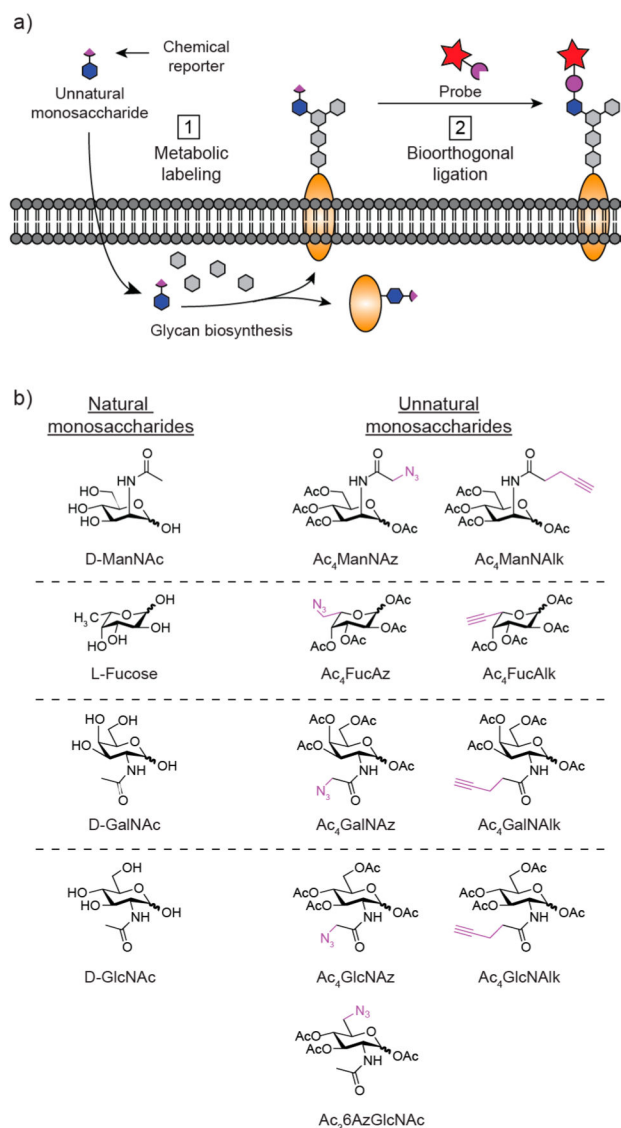 a)
Chemical
reporter
Unnatural
monosaccharide
Probe
1
Metabolic
labeling
2
Bioorthogonal
ligation
Glycan biosynthesis
b)
Natural
monosaccharides
Unnatural
monosaccharides
O
HN
HO
HO
HO
O
OH
D-ManNAc
O
HN
N3
AcO
AcO
AcO
O
OAc
Ac4ManNAz
O
HN
AcO
AcO
AcO
O
OAc
Ac4ManNAlk
H3C
O
OH
OH
OH
HO
L-Fucose
N3
O
OAc
OAc
OAc
AcO
Ac4FucAz
O
OAc
OAc
OAc
AcO
Ac4FucAlk
HO
OH
O
HO
OH
NH
O
D-GalNAc
AcO
OAc
O
AcO
OAc
NH
N3
O
Ac4GalNAz
AcO
OAc
O
AcO
OAc
NH
O
Ac4GalNAlk
OH
HO
O
HO
OH
NH
O
D-GlcNAc
OAc
AcO
O
AcO
OAc
NH
N3
O
Ac4GlcNAz
OAc
AcO
O
AcO
OAc
NH
O
Ac4GlcNAlk
N3
AcO
O
AcO
OAc
NH
O
Ac36AzGlcNAc